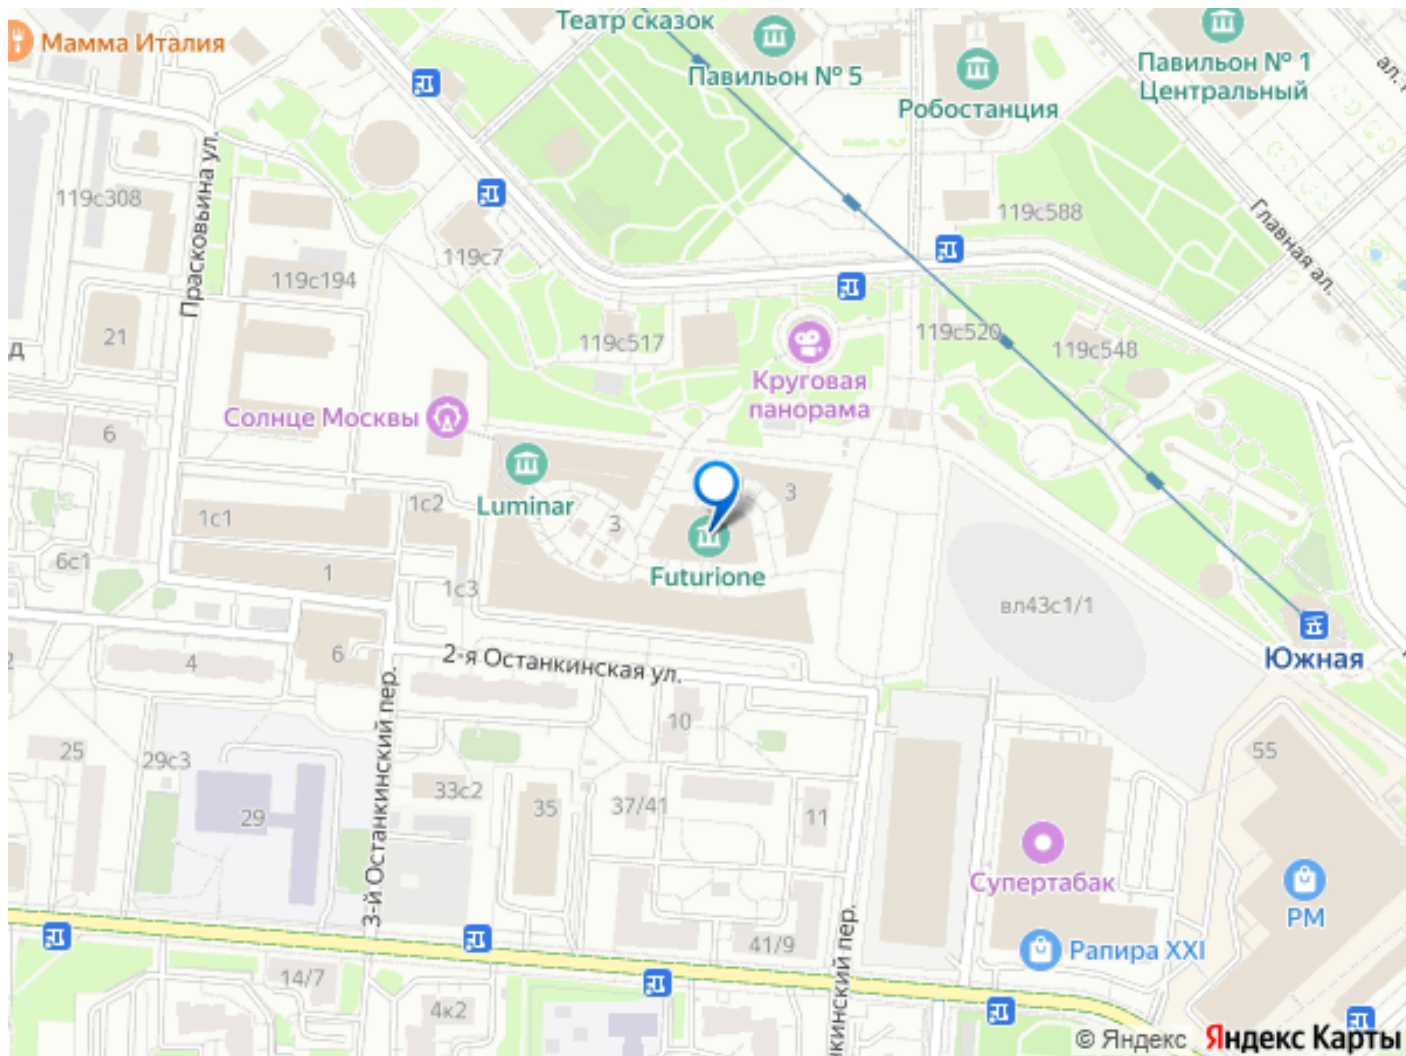 Театр сказок
Мамма Италия
Павильон № 5
Павильон № 1
Центральный
Робостанция
ал.
Прасковьина ул.
119с308
119с588
Главная ал.
119с7
119с194
21
119с517
119с520
119с548
Круговая
панорама
Солнце Москвы
6
Luminar
3
1с2
1с1
3
Futurione
6с1
1
1с3
вл43с1/1
Южная
4
6
2-я Останкинская ул.
3-й Останкинский пер.
10
25
29с3
55
33с2
35
37/41
11
29
Супертабак
РМ
41/9
Рапира XXI
14/7
4к2
кинский пер.
© Яндекс Яндекс Карты